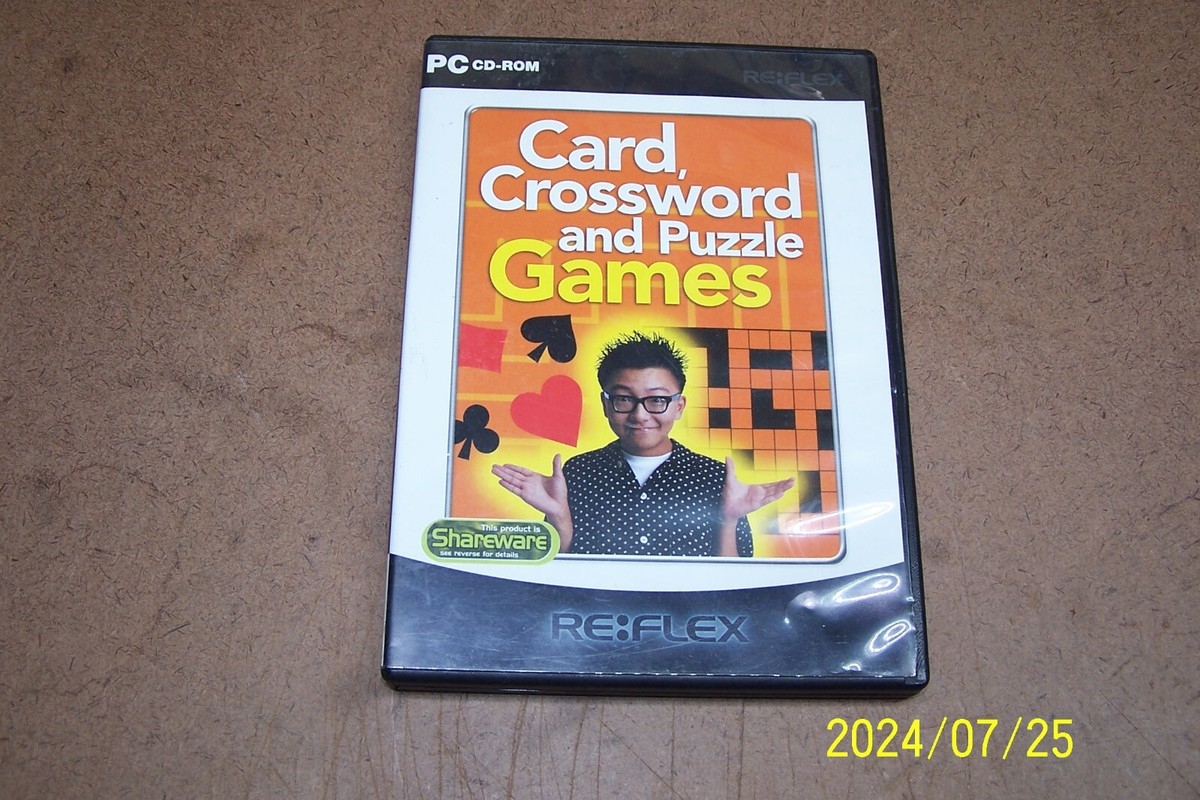 PC CD-ROM
RE:FLEX
Card,
Crossword
and Puzzle
Games
This product is
Shareware
see reverse for details
RE:FLEX
2024/07/25